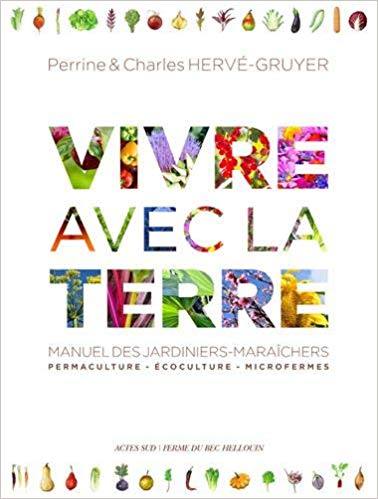 Perrine & Charles HERVÉ-GRUYER
VIVRE
AVEC LA
TERRE
MANUEL DES JARDINIERS-MARAÎCHERS
PERMACULTURE - ÉCOCULTURE - MICROFERMES
ACTES SUD | FERME DU BEC HELLOUIN